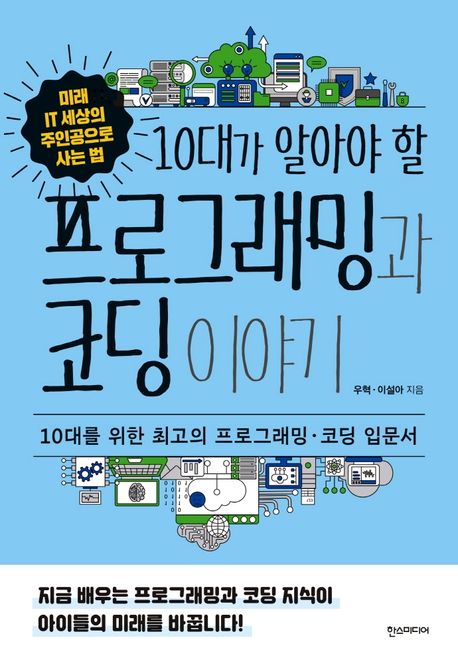 미래
IT 세상의
주인공으로
사는 법
10대가 알아야 할
프로그래밍과
코딩 이야기
우혁·이설아 지음
10대를 위한 최고의 프로그래밍·코딩 입문서
지금 배우는 프로그래밍과 코딩 지식이
아이들의 미래를 바꿉니다!
한스미디어